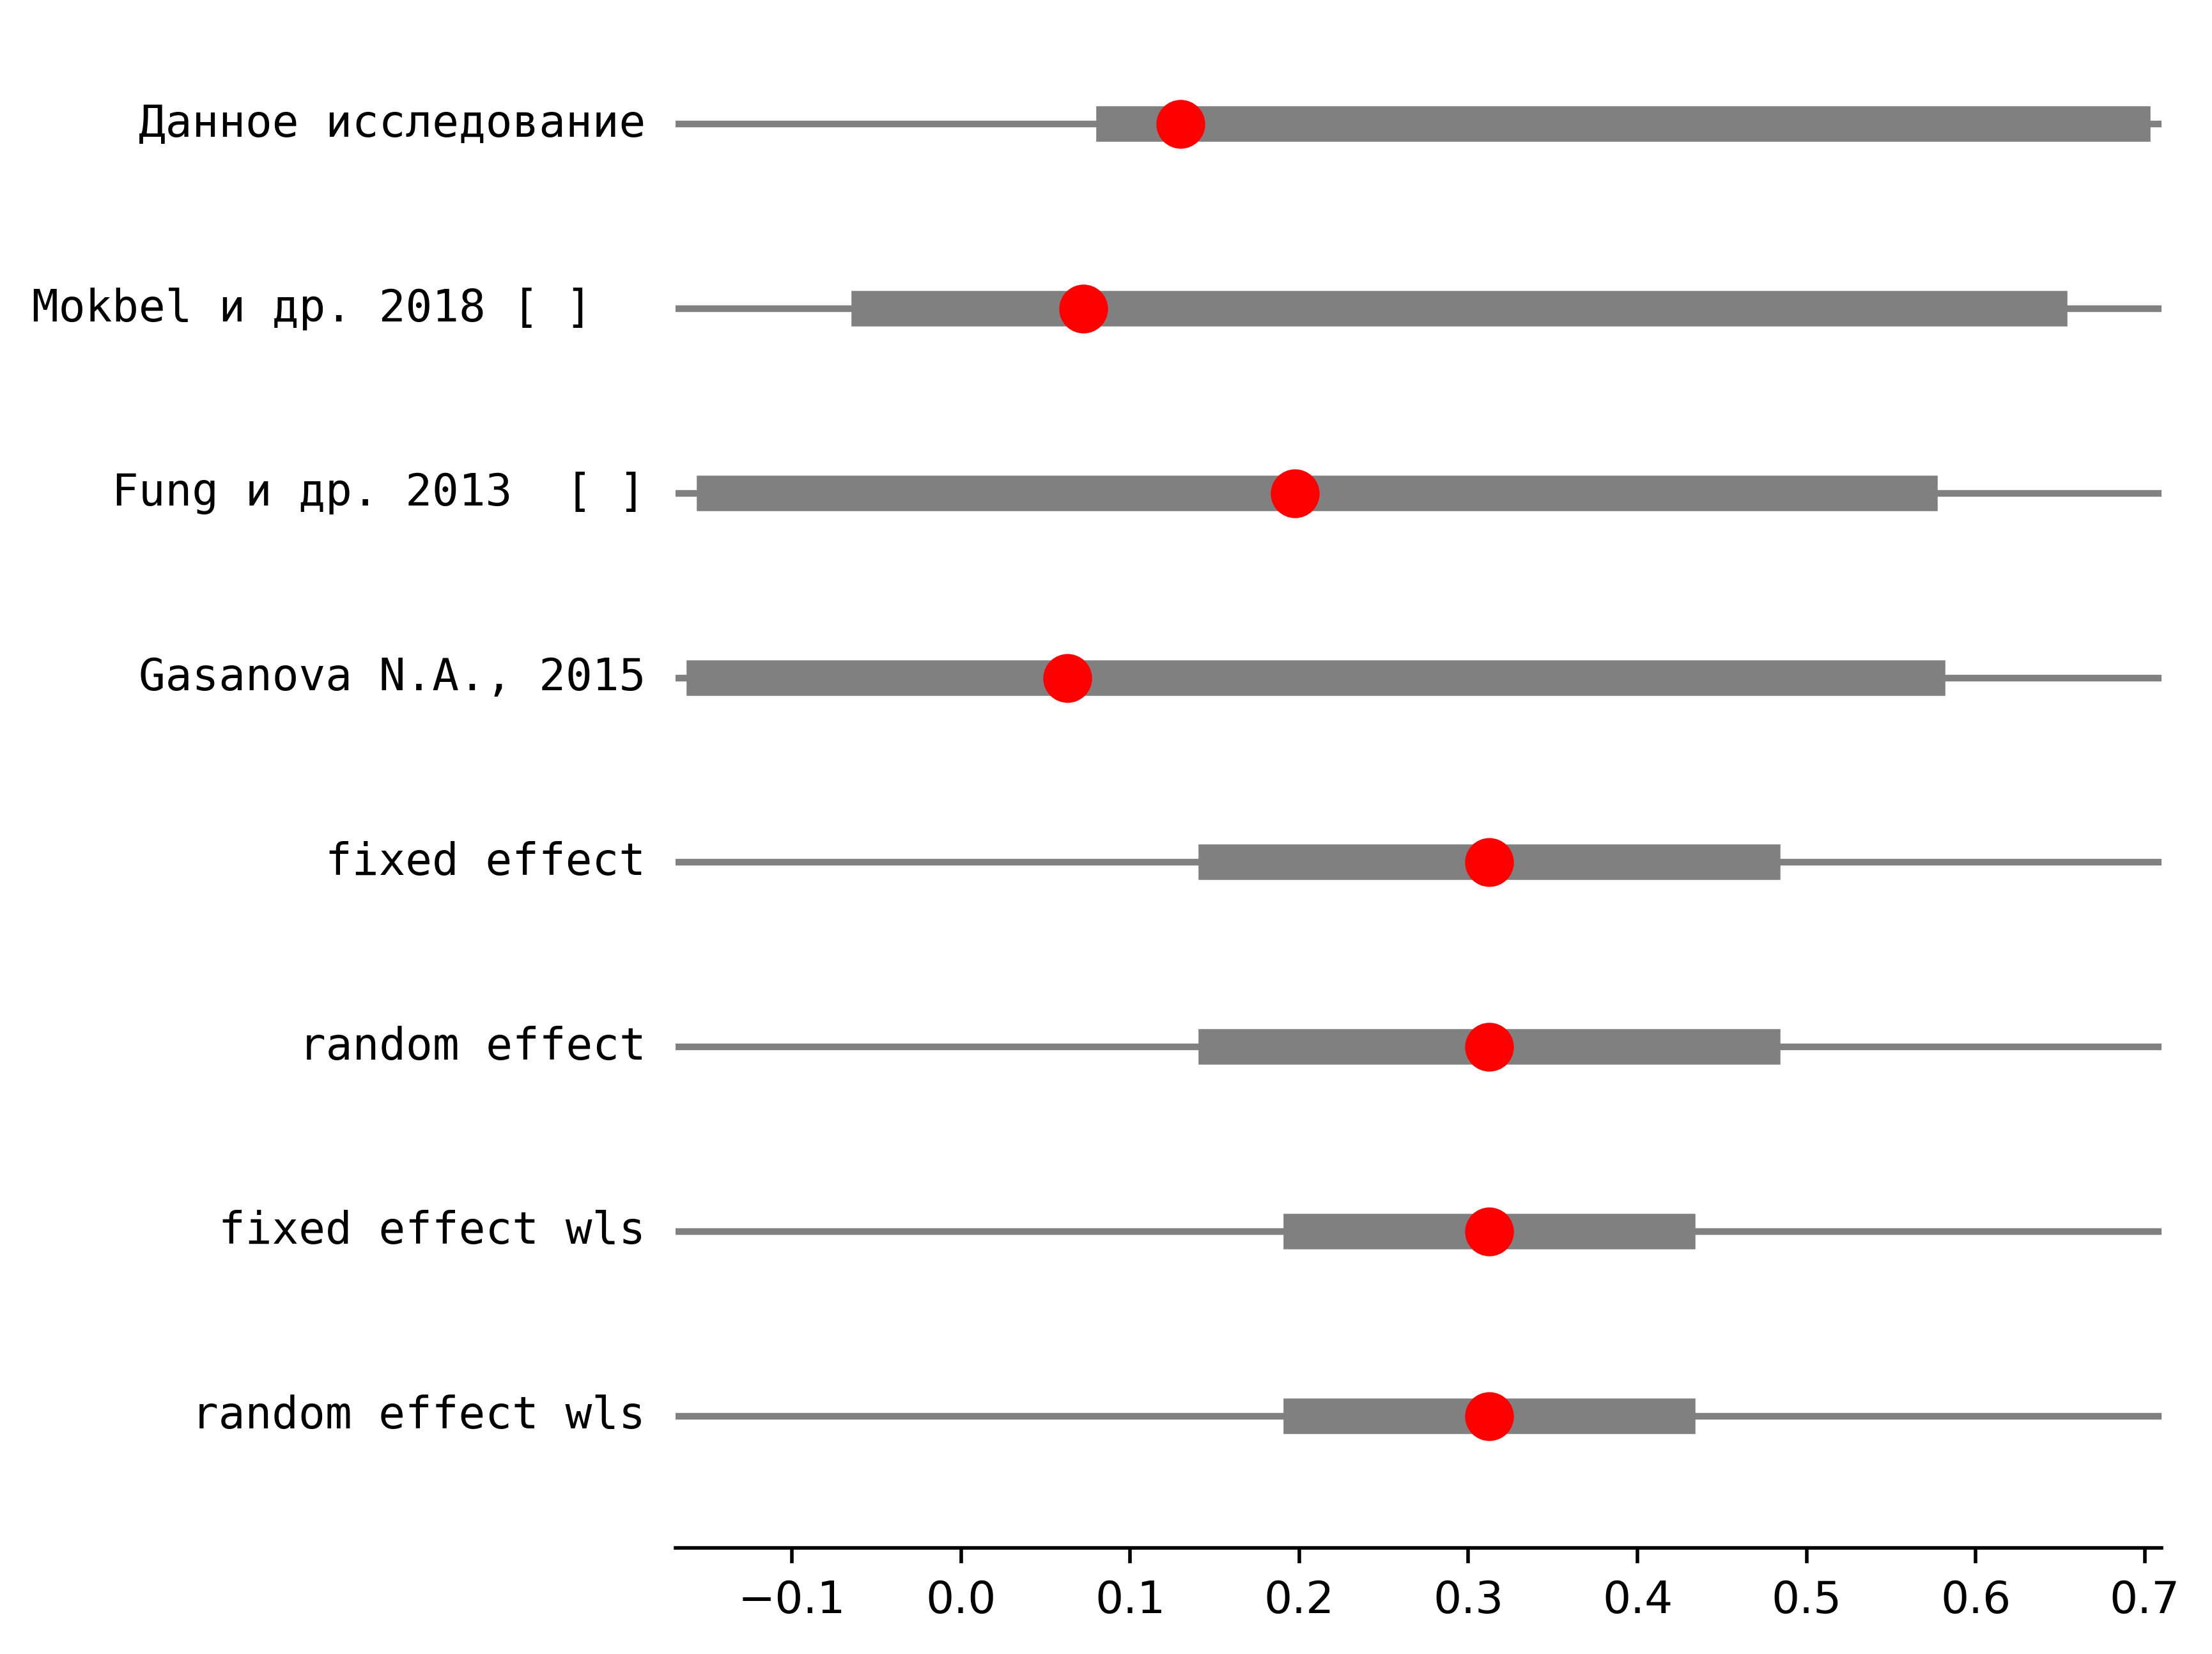 Данное исследование
Mokbel и др. 2018 [ ]
Fung и др. 2013  [ ]
Gasanova N.A., 2015
fixed effect
random effect
fixed effect wls
random effect wls
−0.1 0.0 0.1 0.2 0.3 0.4 0.5 0.6 0.7